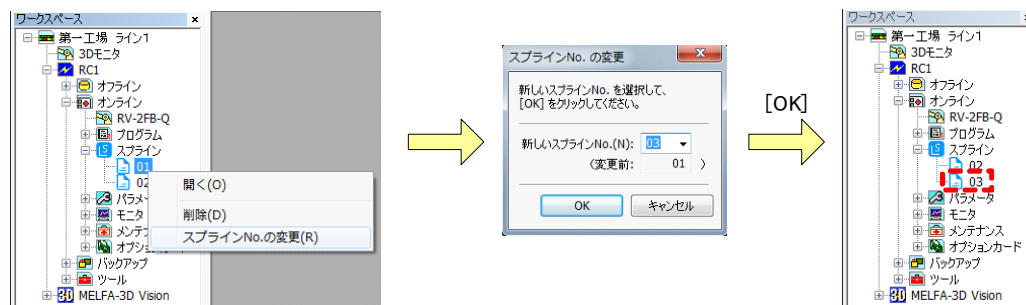 ワークスペース ×
第一工場 ライン1
3Dモニタ
RC1
オフライン
オンライン
RV-2FB-Q
プログラム
スプライン
01
02
パラメー
モニタ
メンテナ
オプションカード
バックアップ
ツール
MELFA-3D Vision
開く(O)
削除(D)
スプラインNo.の変更(R)
スプラインNo. の変更
新しいスプラインNo. を選択して、
[OK] をクリックしてください。
新しいスプラインNo.(N): 03
(変更前: 01 )
OK キャンセル
[OK]
ワークスペース
第一工場 ライン1
3Dモニタ
RC1
オフライン
オンライン
RV-2FB-Q
プログラム
スプライン
02
03
パラメータ
モニタ
メンテナンス
オプションカード
バックアップ
ツール
MELFA-3D Vision